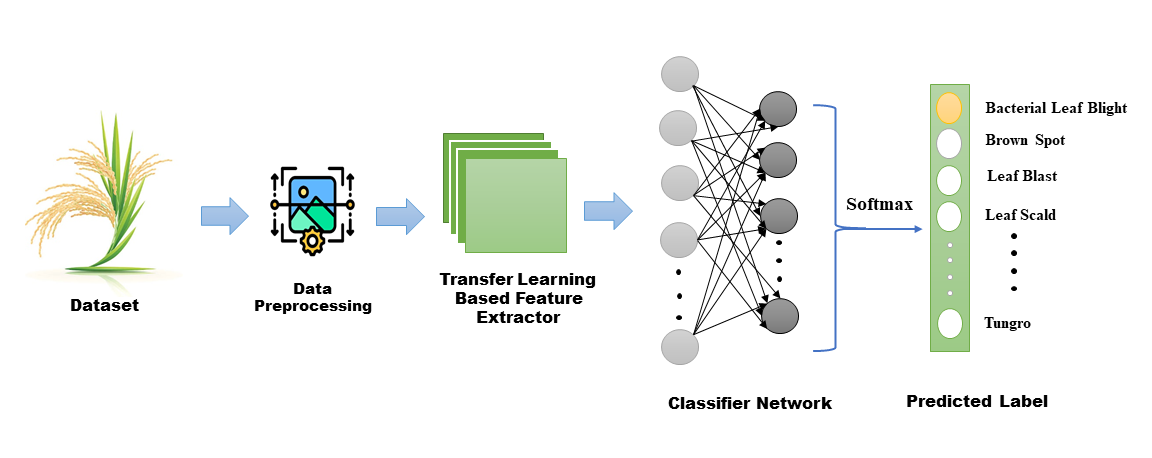 Dataset
Data
Preprocessing
Transfer Learning
Based Feature
Extractor
Classifier Network
Softmax
Bacterial Leaf Blight
Brown Spot
Leaf Blast
Leaf Scald
Tungro
Predicted Label